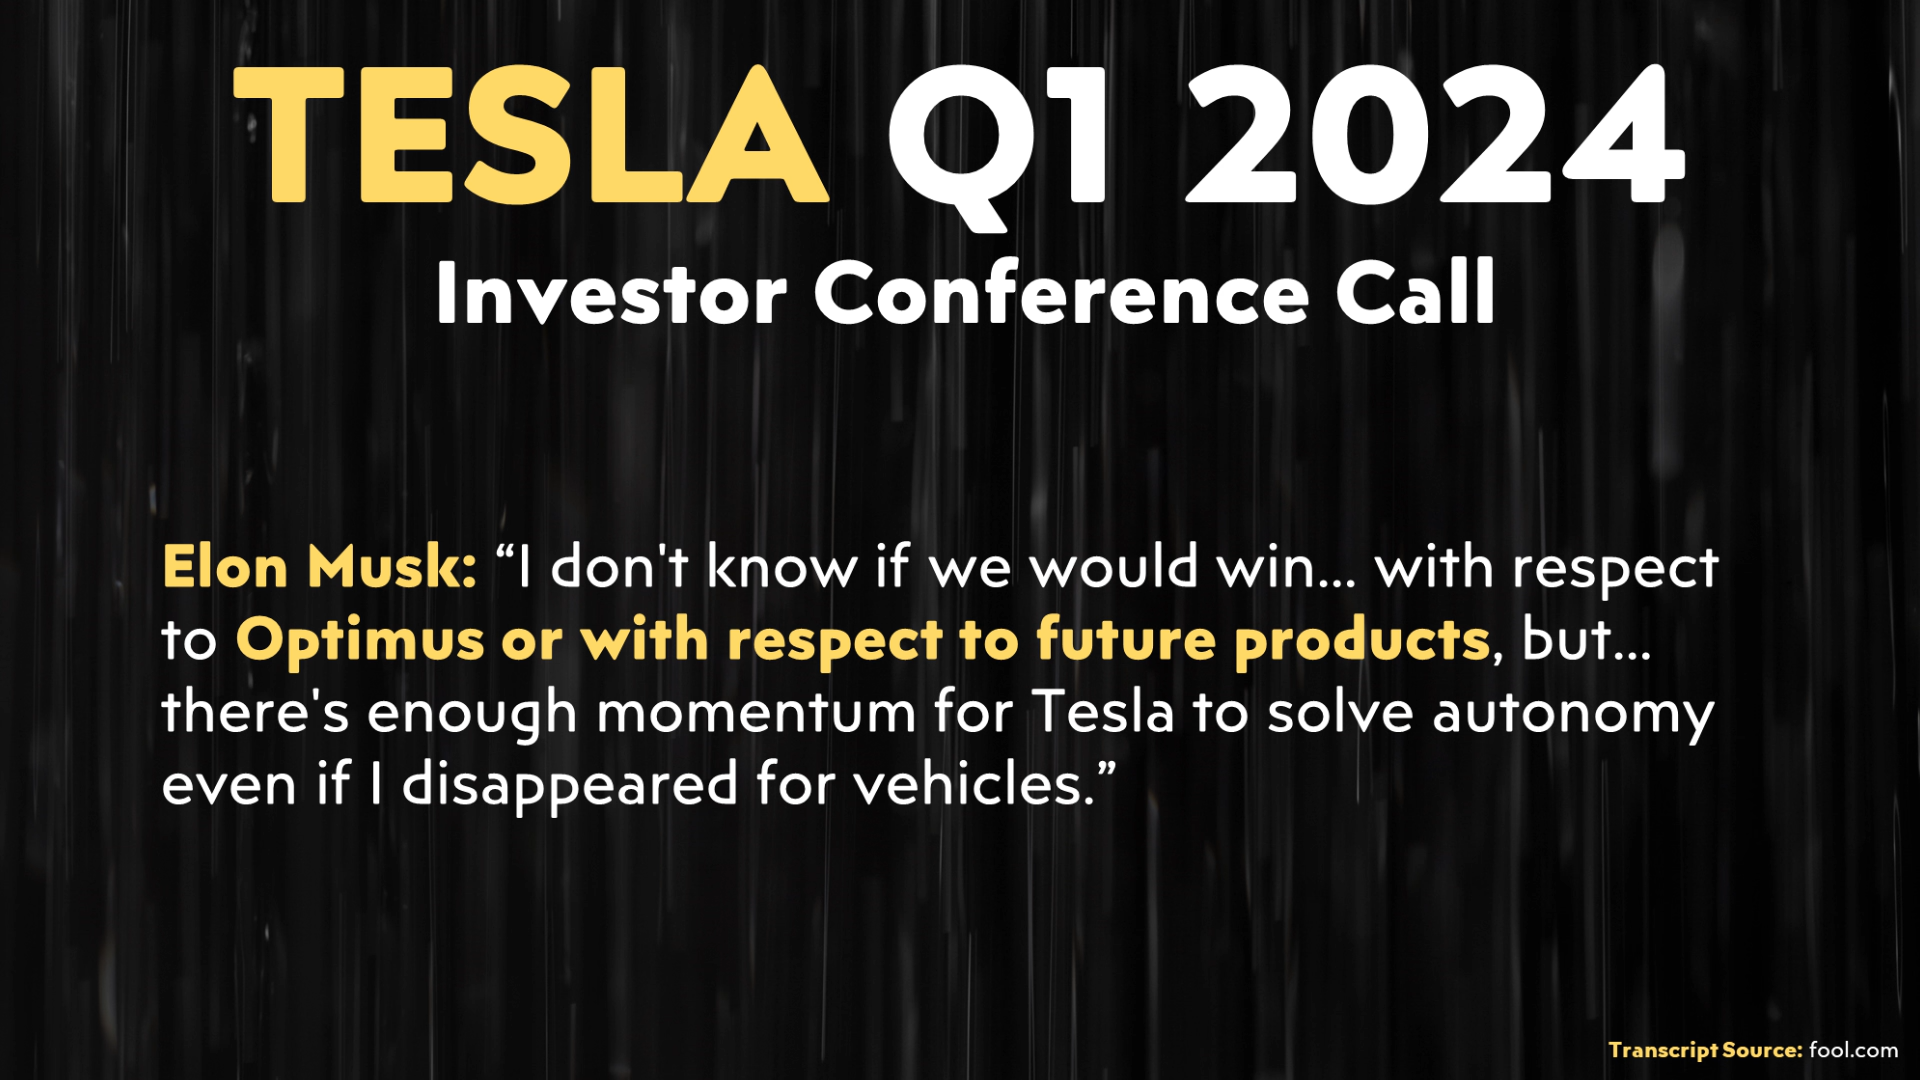 TESLA Q1 2024
Investor Conference Call
Elon Musk: “I don't know if we would win... with respect
to Optimus or with respect to future products, but...
there's enough momentum for Tesla to solve autonomy
even if I disappeared for vehicles.”
Transcript Source: fool.com